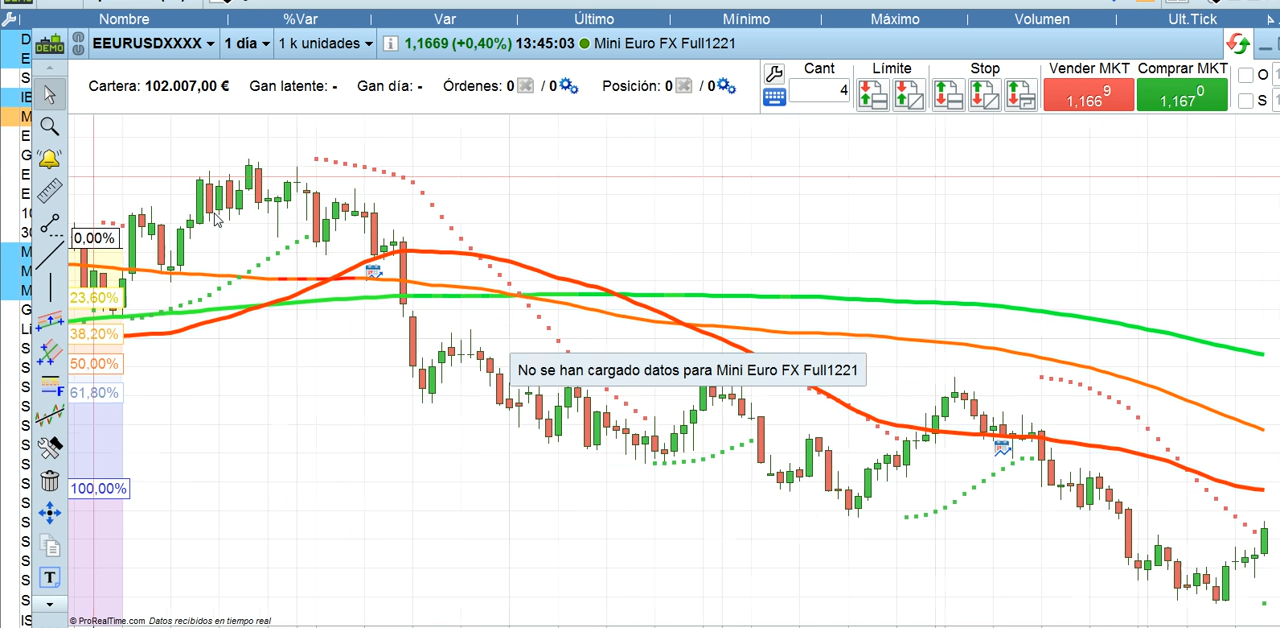 Nombre %Var Var Último Mínimo Máximo Volumen Ult.Tick
DEMO EEURUSDXXXX 1 día 1 k unidades 1,1669 (+0,40%) 13:45:03 Mini Euro FX Full1221
Cant Límite Stop Vender MKT Comprar MKT O
Cartera: 102.007,00 € Gan latente: - Gan día: - Órdenes: 0 / 0 Posición: 0 / 0
4 1,166 9 1,167 0 S
0,00%
23,60%
38,20%
50,00%
61,80%
100,00%
No se han cargado datos para Mini Euro FX Full1221
F
T
© ProRealTime.com Datos recibidos en tiempo real